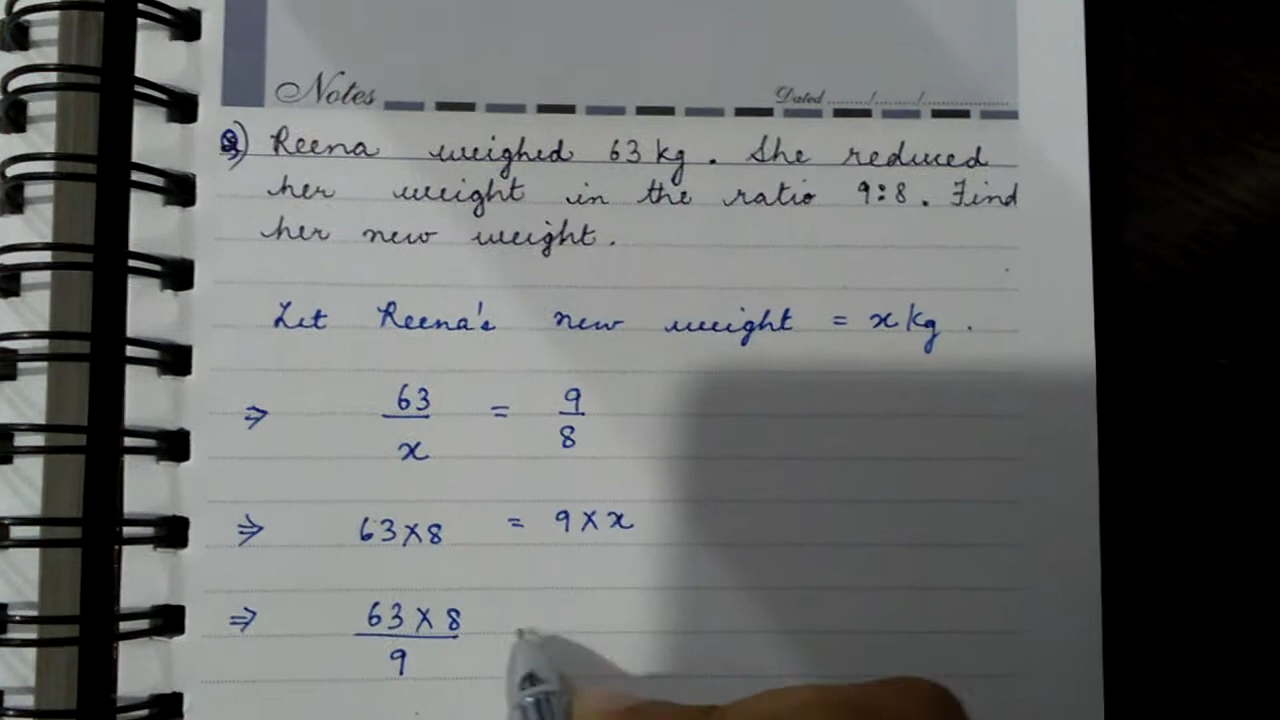 Notes Dated ....../....../............
Q) Reena weighed 63 kg. She reduced
her weight in the ratio 9:8. Find
her new weight.
Let Reena's new weight = x kg.
⇒ 63/x = 9/8
⇒ 63×8 = 9×x
⇒ 63×8/9